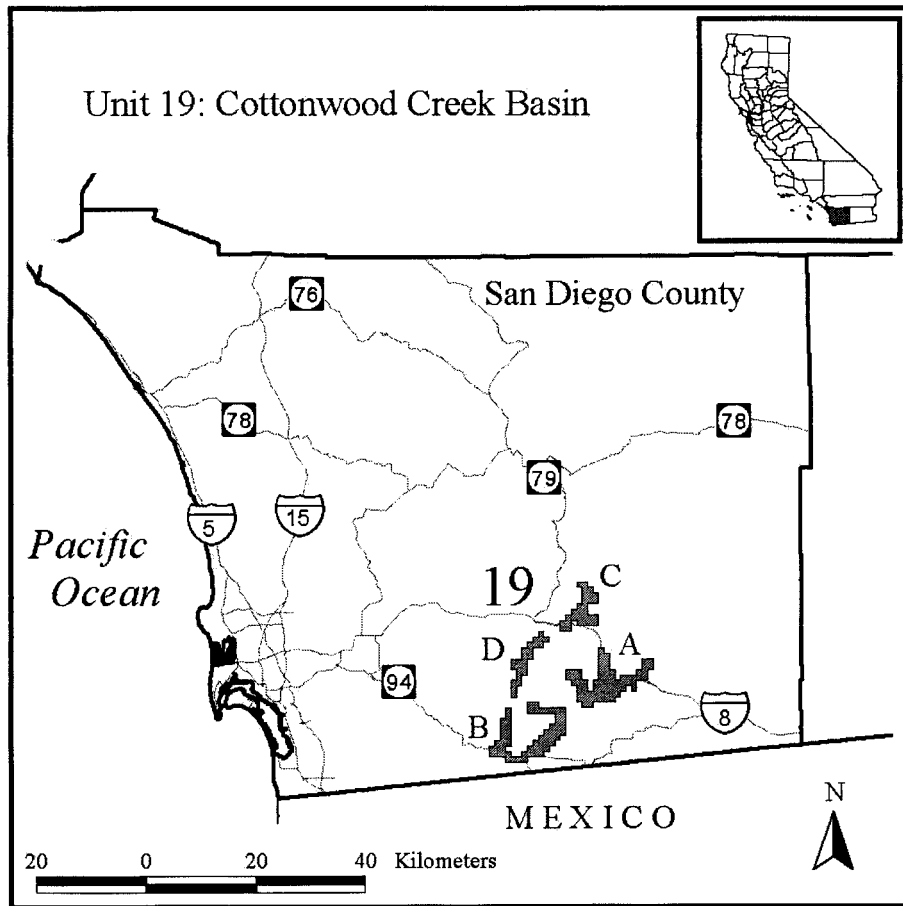 Unit 19: Cottonwood Creek Basin
San Diego County
76
78
78
79
5
15
Pacific
Ocean
19
C
D
A
94
B
8
MEXICO
N
20 0 20 40 Kilometers